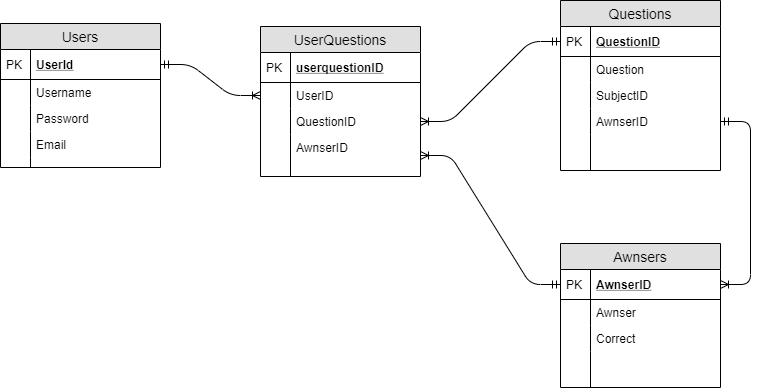 Users
PK UserId
Username
Password
Email
UserQuestions
PK userquestionID
UserID
QuestionID
AwnserID
Questions
PK QuestionID
Question
SubjectID
AwnserID
Awnsers
PK AwnserID
Awnser
Correct